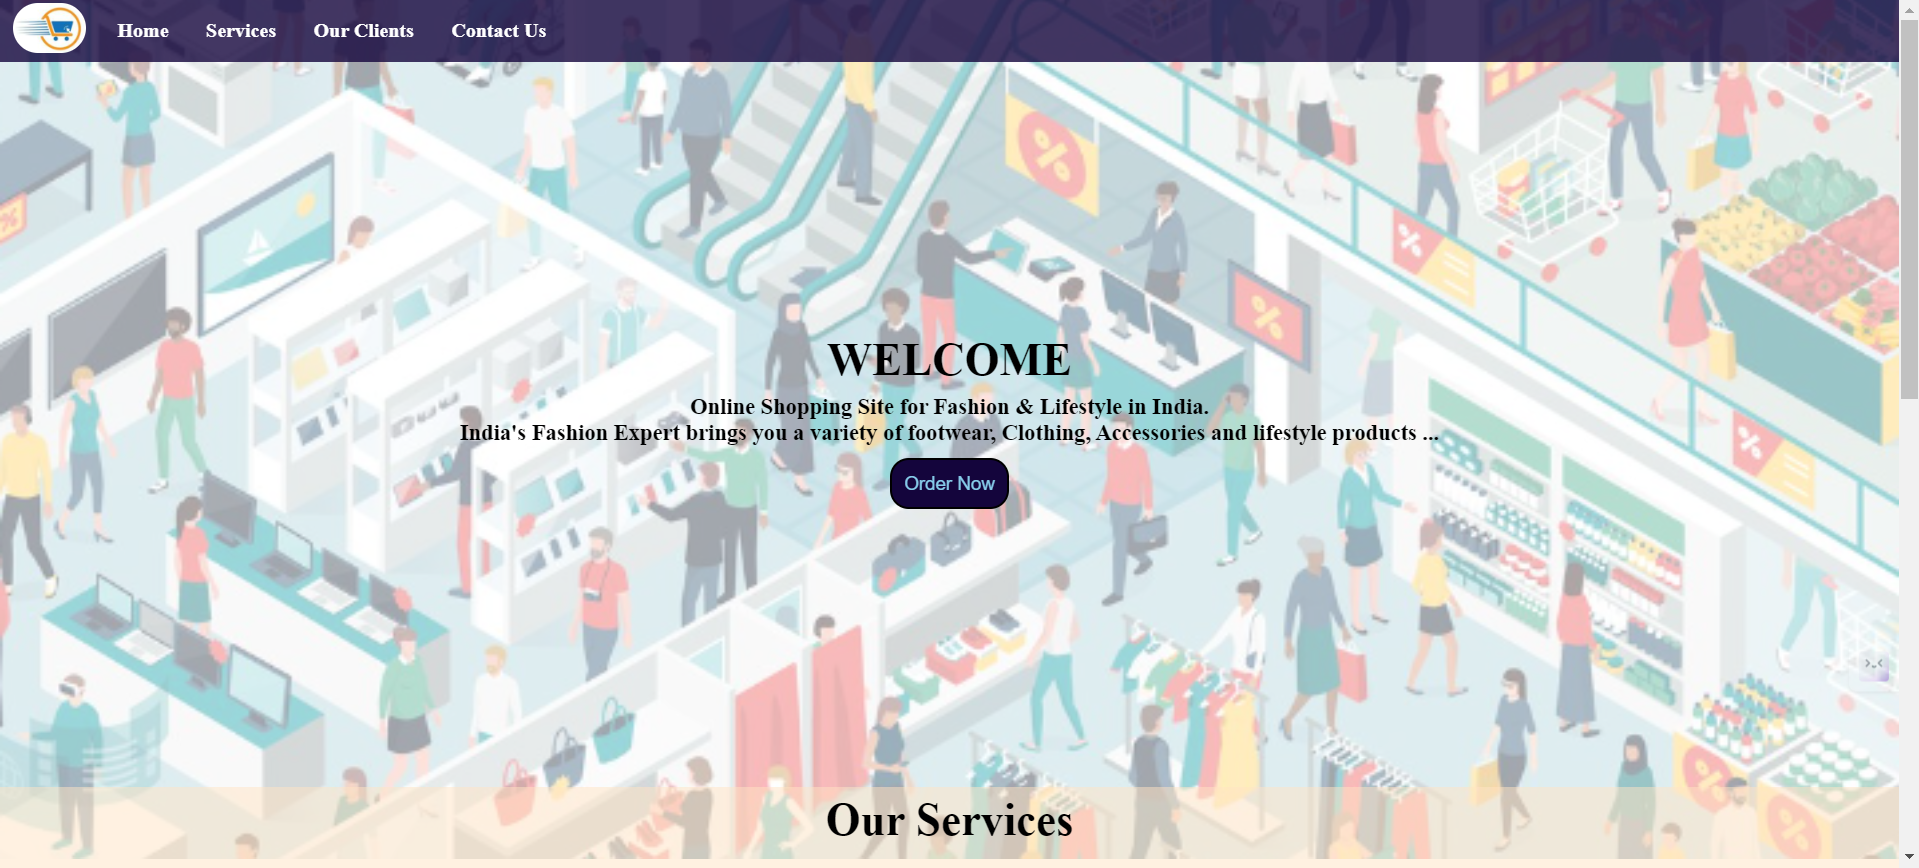 Home Services Our Clients Contact Us
WELCOME
Online Shopping Site for Fashion & Lifestyle in India.
India's Fashion Expert brings you a variety of footwear, Clothing, Accessories and lifestyle products ...
Order Now
Our Services